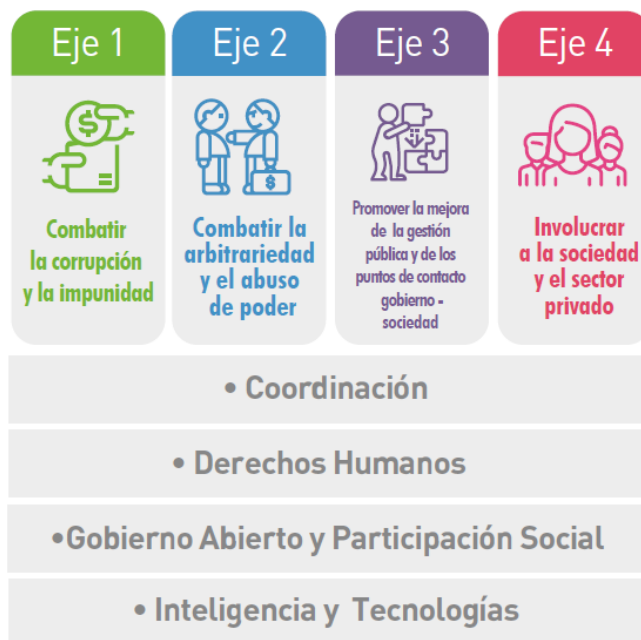 Eje 1
Combatir
la corrupción
y la impunidad
Eje 2
Combatir la
arbitrariedad
y el abuso
de poder
Eje 3
Promover la mejora
de la gestión
pública y de los
puntos de contacto
gobierno -
sociedad
Eje 4
Involucrar
a la sociedad
y el sector
privado
• Coordinación
• Derechos Humanos
•Gobierno Abierto y Participación Social
• Inteligencia y Tecnologías